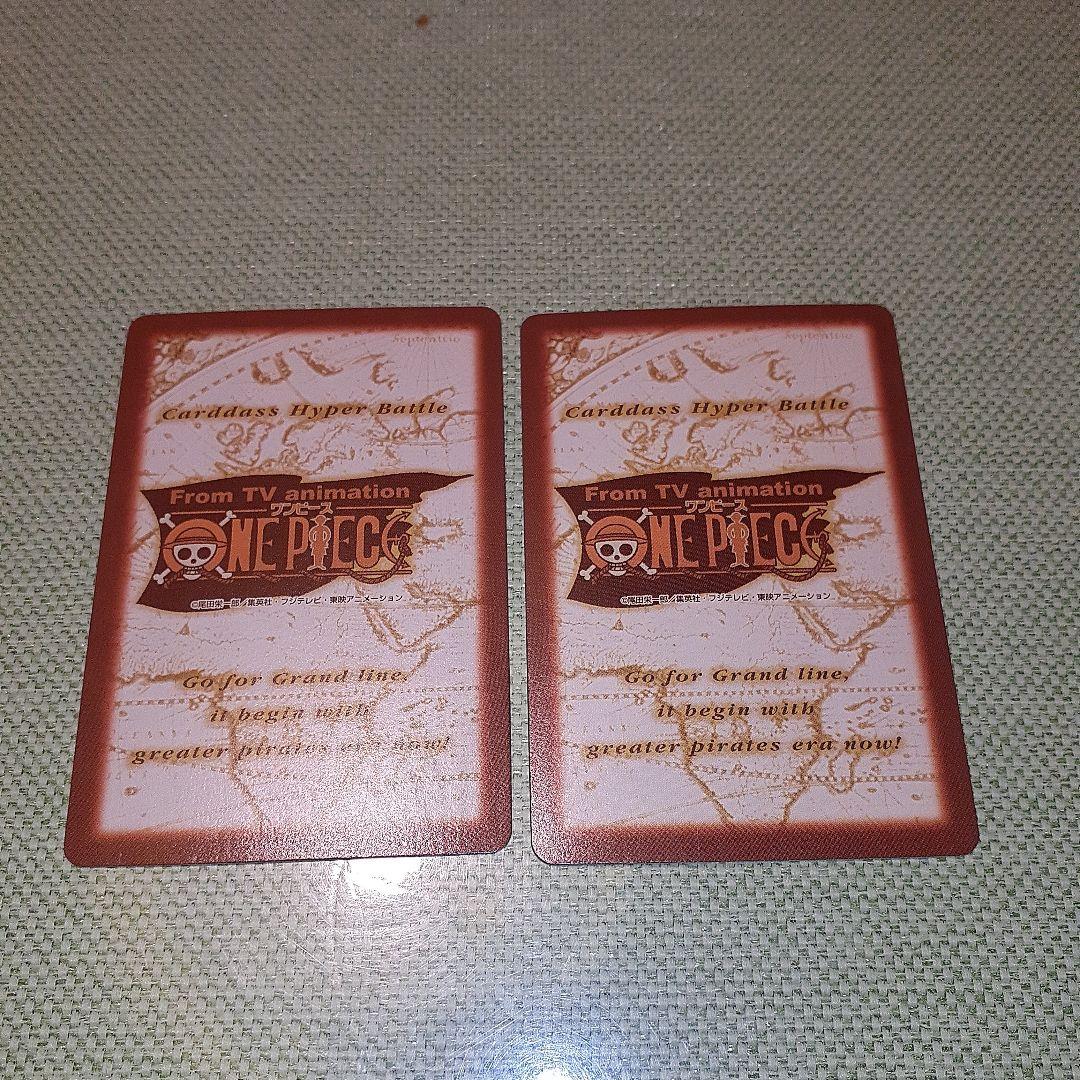 septentrio
Carddass Hyper Battle
From TV animation
ワンピース
ONE PIECE
©尾田栄一郎／集英社・フジテレビ・東映アニメーション
Go for Grand line,
it begin with
greater pirates era now!
septentrio
Carddass Hyper Battle
From TV animation
ワンピース
ONE PIECE
©尾田栄一郎／集英社・フジテレビ・東映アニメーション
Go for Grand line,
it begin with
greater pirates era now!